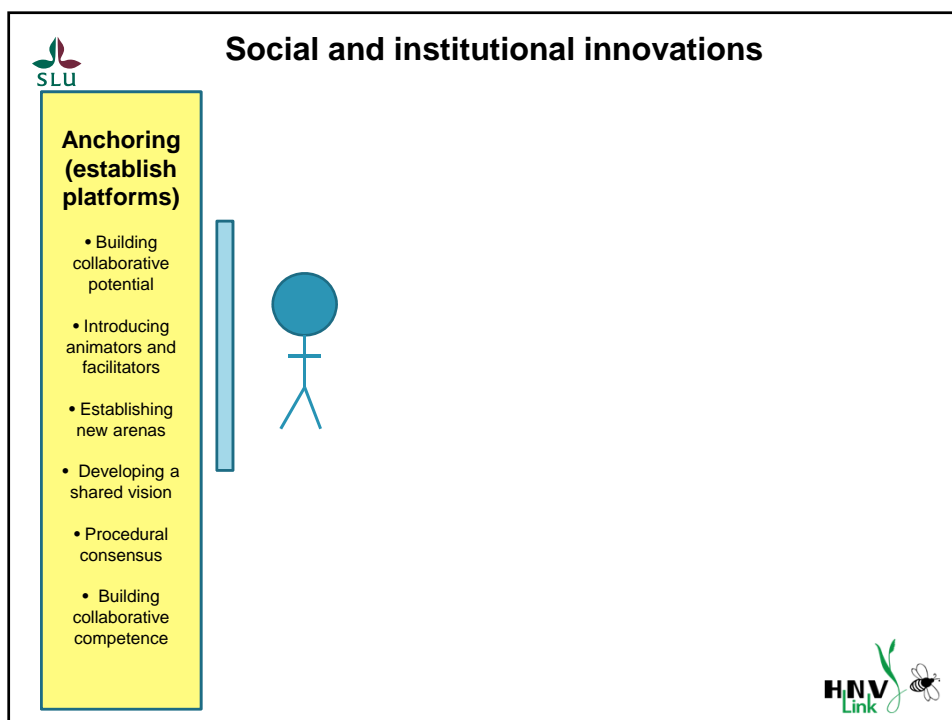 Social and institutional innovations
SLU
Anchoring
(establish
platforms)
• Building
collaborative
potential
• Introducing
animators and
facilitators
• Establishing
new arenas
• Developing a
shared vision
• Procedural
consensus
• Building
collaborative
competence
HNV
Link